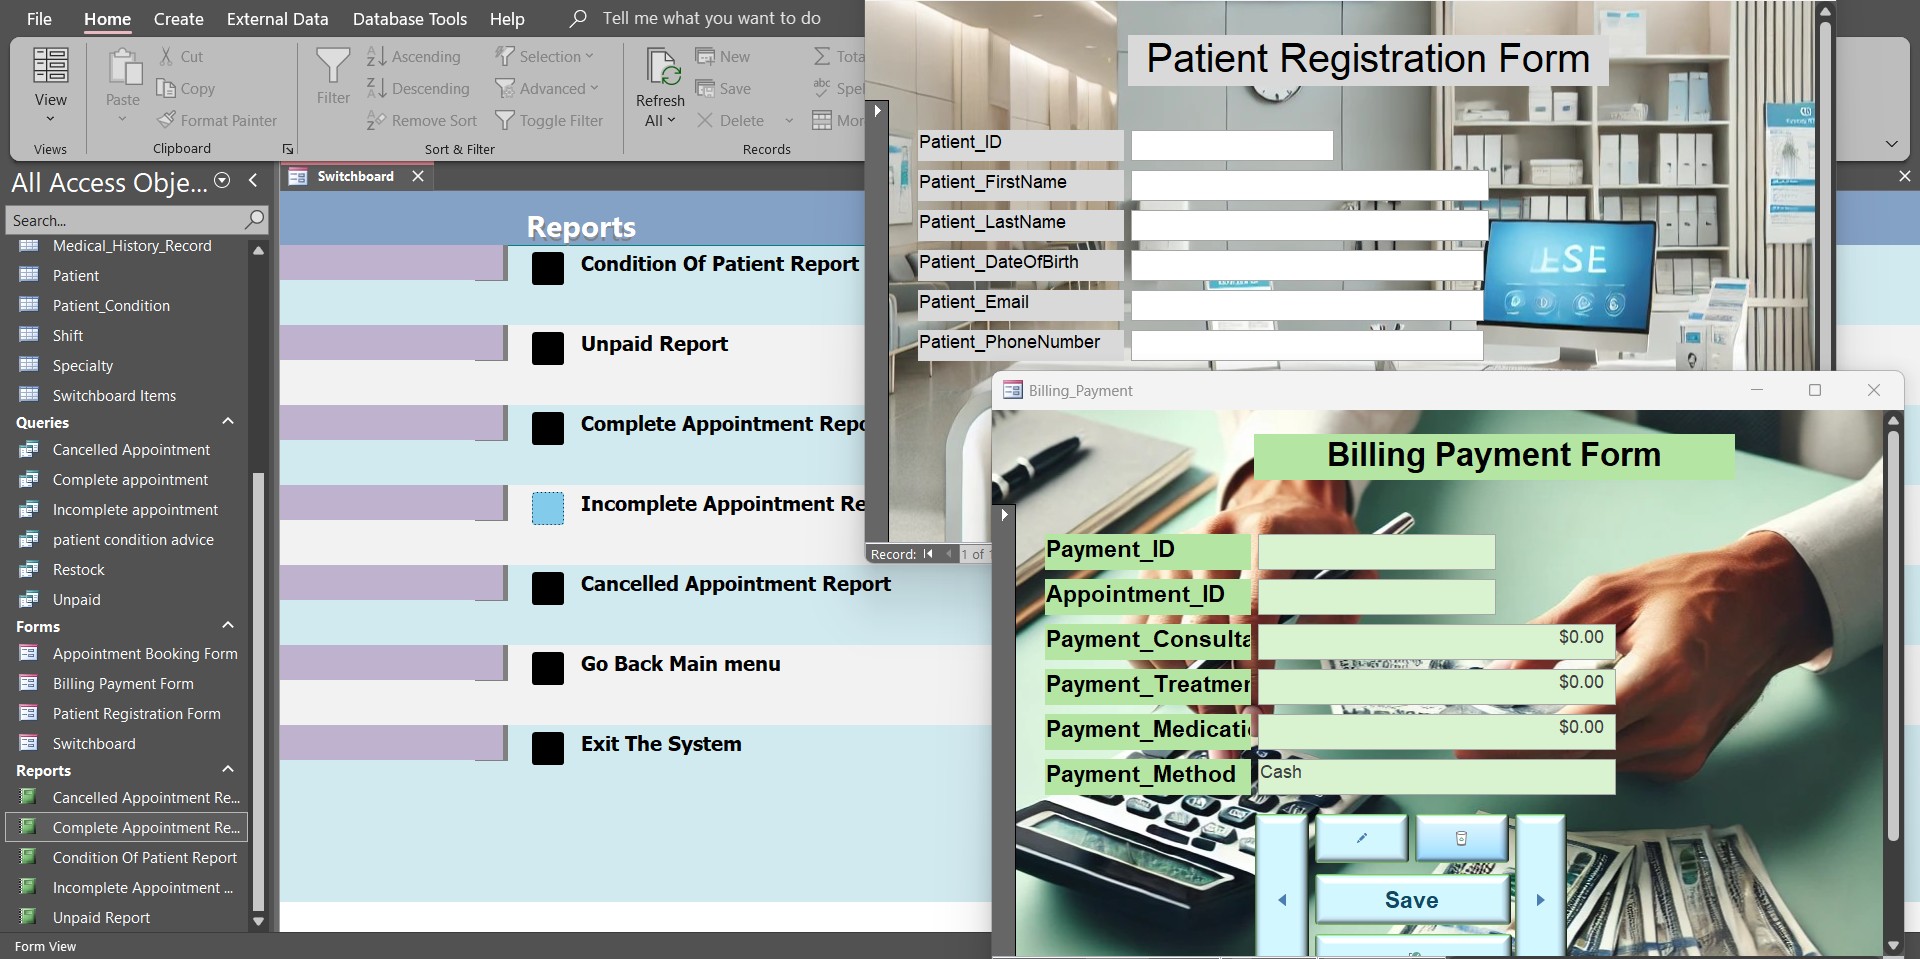 File Home Create External Data Database Tools Help Tell me what you want to do
View
Views
Paste
Cut
Copy
Format Painter
Clipboard
Filter
Ascending
Descending
Remove Sort
Selection
Advanced
Toggle Filter
Sort & Filter
Refresh
All
New
Save
Delete
Records
Tota
Spel
Mor
All Access Obje...
Search...
Medical_History_Record
Patient
Patient_Condition
Shift
Specialty
Switchboard Items
Queries
Cancelled Appointment
Complete appointment
Incomplete appointment
patient condition advice
Restock
Unpaid
Forms
Appointment Booking Form
Billing Payment Form
Patient Registration Form
Switchboard
Reports
Cancelled Appointment Re...
Complete Appointment Re...
Condition Of Patient Report
Incomplete Appointment ...
Unpaid Report
Form View
Switchboard
Reports
Condition Of Patient Report
Unpaid Report
Complete Appointment Repo
Incomplete Appointment Re
Cancelled Appointment Report
Go Back Main menu
Exit The System
Patient Registration Form
Patient_ID
Patient_FirstName
Patient_LastName
Patient_DateOfBirth
Patient_Email
Patient_PhoneNumber
Record: 1 of
Billing_Payment
Billing Payment Form
Payment_ID
Appointment_ID
Payment_Consulta $0.00
Payment_Treatmen $0.00
Payment_Medicati $0.00
Payment_Method Cash
Save